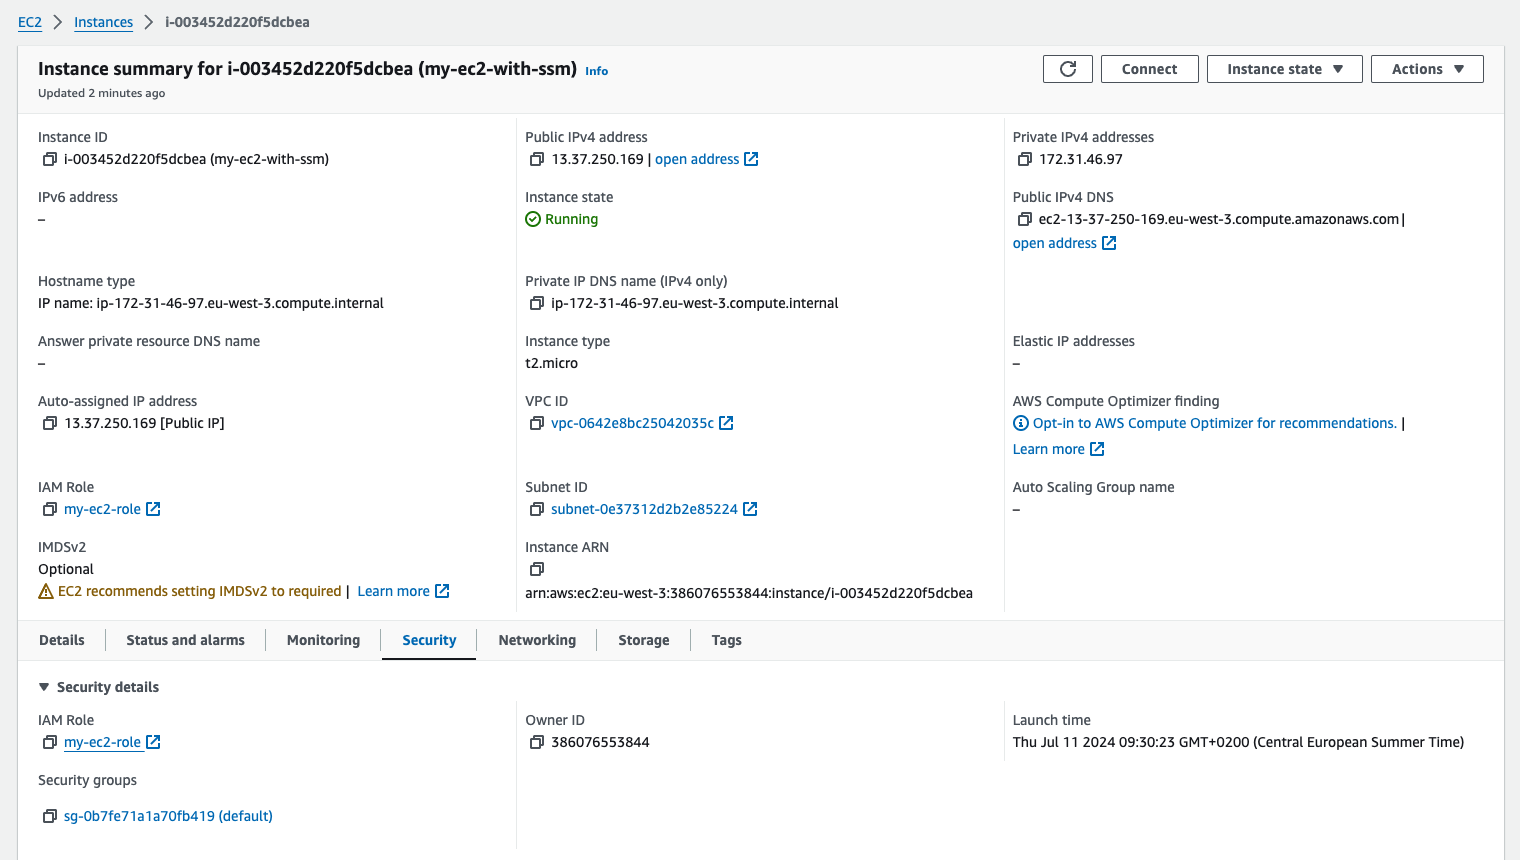 EC2 > Instances > i-003452d220f5dcbea
Instance summary for i-003452d220f5dcbea (my-ec2-with-ssm) Info
Updated 2 minutes ago
Connect
Instance state
Actions
Instance ID
i-003452d220f5dcbea (my-ec2-with-ssm)
Public IPv4 address
13.37.250.169 | open address
Private IPv4 addresses
172.31.46.97
IPv6 address
–
Instance state
Running
Public IPv4 DNS
ec2-13-37-250-169.eu-west-3.compute.amazonaws.com |
open address
Hostname type
IP name: ip-172-31-46-97.eu-west-3.compute.internal
Private IP DNS name (IPv4 only)
ip-172-31-46-97.eu-west-3.compute.internal
Answer private resource DNS name
–
Instance type
t2.micro
Elastic IP addresses
–
Auto-assigned IP address
13.37.250.169 [Public IP]
VPC ID
vpc-0642e8bc25042035c
AWS Compute Optimizer finding
Opt-in to AWS Compute Optimizer for recommendations. |
Learn more
IAM Role
my-ec2-role
Subnet ID
subnet-0e37312d2b2e85224
Auto Scaling Group name
–
IMDSv2
Optional
EC2 recommends setting IMDSv2 to required | Learn more
Instance ARN
arn:aws:ec2:eu-west-3:386076553844:instance/i-003452d220f5dcbea
Details
Status and alarms
Monitoring
Security
Networking
Storage
Tags
Security details
IAM Role
my-ec2-role
Owner ID
386076553844
Launch time
Thu Jul 11 2024 09:30:23 GMT+0200 (Central European Summer Time)
Security groups
sg-0b7fe71a1a70fb419 (default)